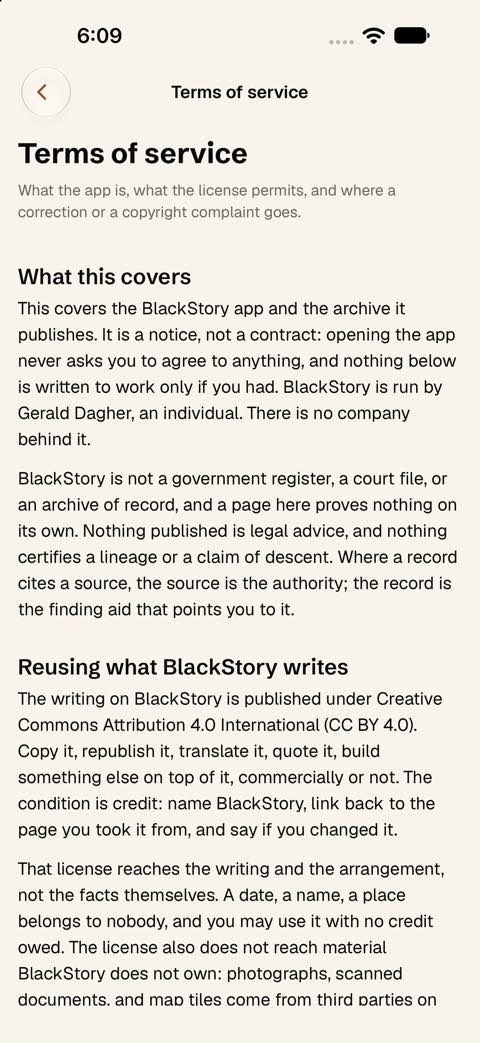 6:09
Terms of service
Terms of service
What the app is, what the license permits, and where a
correction or a copyright complaint goes.
What this covers
This covers the BlackStory app and the archive it
publishes. It is a notice, not a contract: opening the app
never asks you to agree to anything, and nothing below
is written to work only if you had. BlackStory is run by
Gerald Dagher, an individual. There is no company
behind it.
BlackStory is not a government register, a court file, or
an archive of record, and a page here proves nothing on
its own. Nothing published is legal advice, and nothing
certifies a lineage or a claim of descent. Where a record
cites a source, the source is the authority; the record is
the finding aid that points you to it.
Reusing what BlackStory writes
The writing on BlackStory is published under Creative
Commons Attribution 4.0 International (CC BY 4.0).
Copy it, republish it, translate it, quote it, build
something else on top of it, commercially or not. The
condition is credit: name BlackStory, link back to the
page you took it from, and say if you changed it.
That license reaches the writing and the arrangement,
not the facts themselves. A date, a name, a place
belongs to nobody, and you may use it with no credit
owed. The license also does not reach material
BlackStory does not own: photographs, scanned
documents, and map tiles come from third parties on